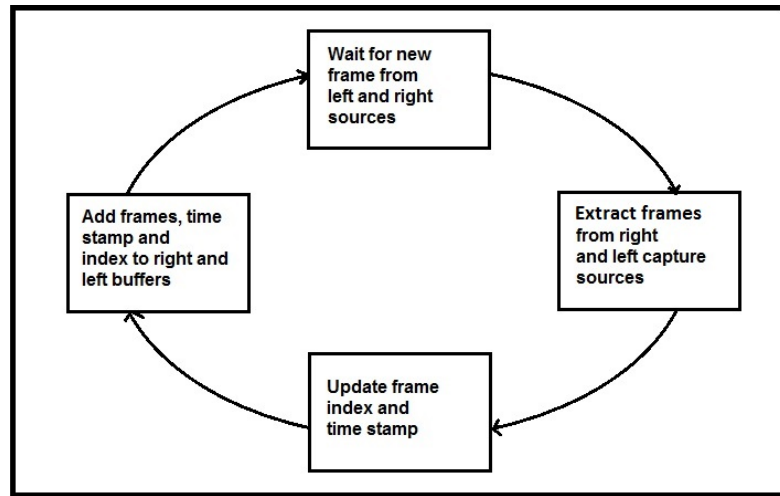 Wait for new
frame from
left and right
sources
Extract frames
from right
and left capture
sources
Update frame
index and
time stamp
Add frames, time
stamp and
index to right and
left buffers